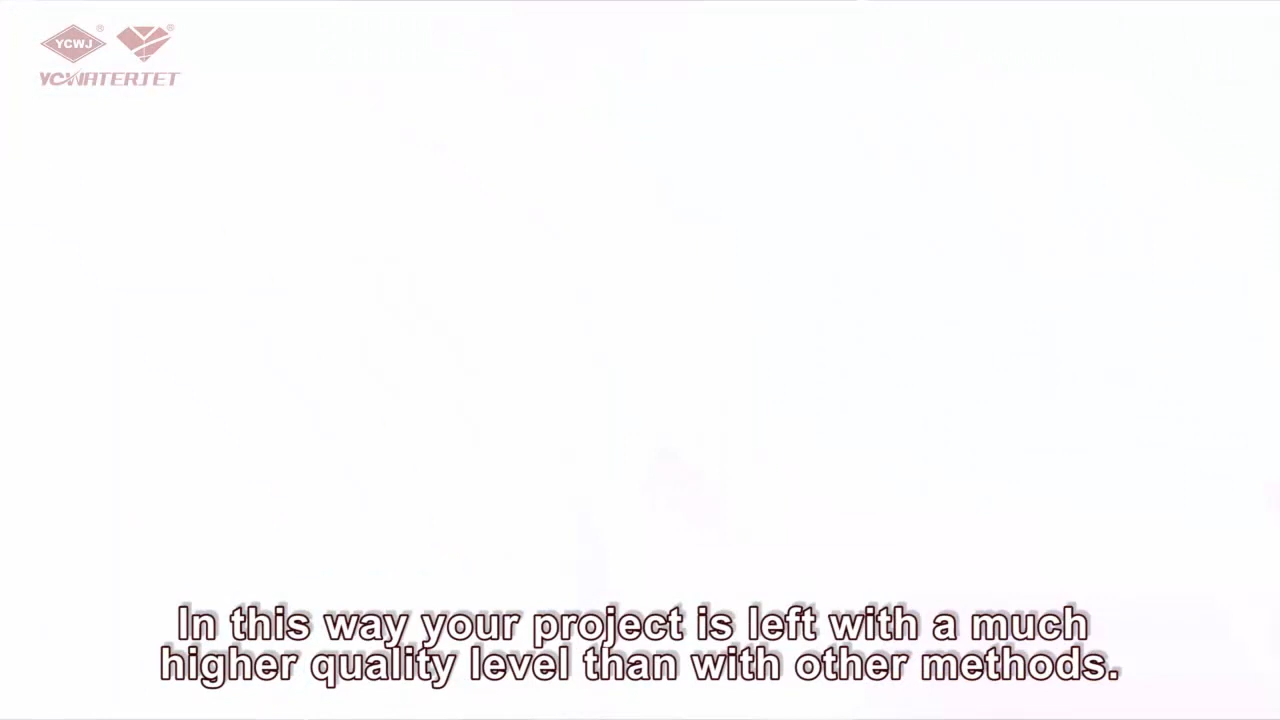 YCWJ
YCWATERJET
In this way your project is left with a much
higher quality level than with other methods.